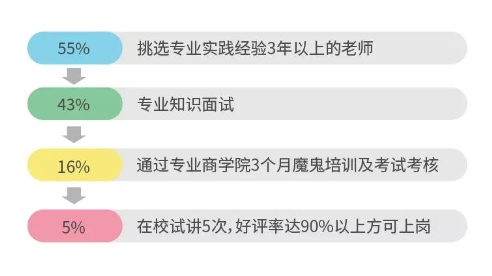 55% 挑选专业实践经验3年以上的老师
43% 专业知识面试
16% 通过专业商学院3个月魔鬼培训及考试考核
5% 在校试讲5次,好评率达90%以上方可上岗